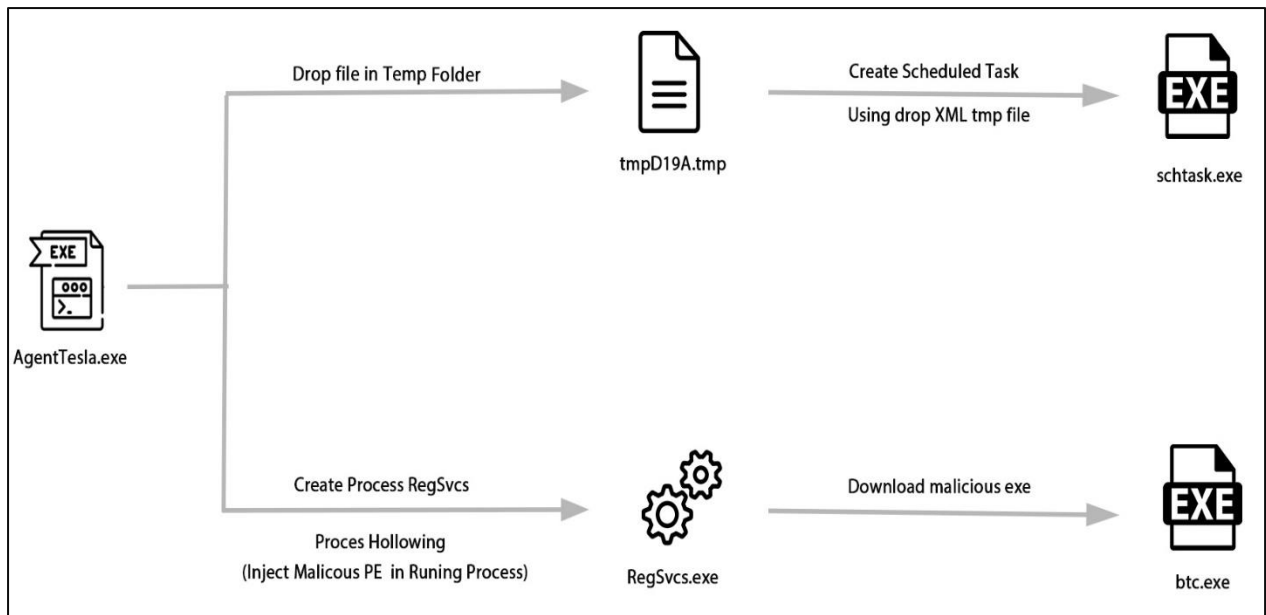 Drop file in Temp Folder
Create Scheduled Task
Using drop XML tmp file
EXE
tmpD19A.tmp
schtask.exe
EXE
AgentTesla.exe
Create Process RegSvcs
Proces Hollowing
(Inject Malicous PE in Runing Process)
Download malicious exe
EXE
RegSvcs.exe
btc.exe